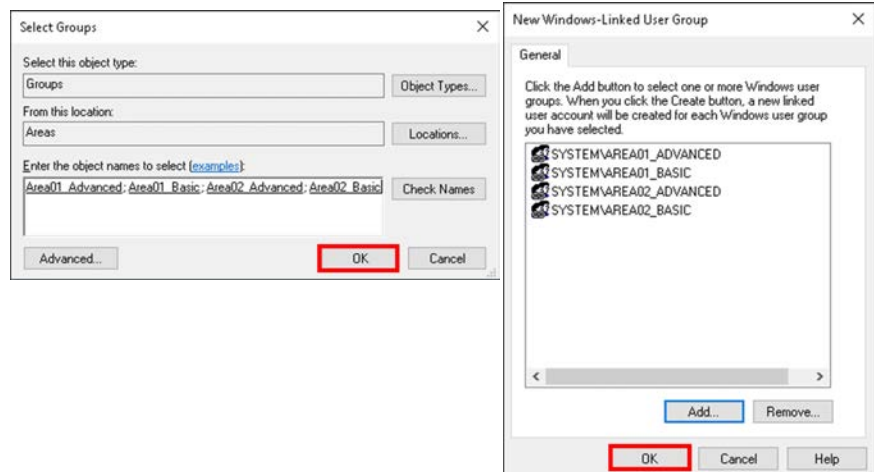 Select Groups
Select this object type:
Groups
Object Types...
From this location:
Areas
Locations...
Enter the object names to select (examples):
Area01_Advanced; Area01_Basic; Area02_Advanced; Area02_Basic
Check Names
Advanced...
OK
Cancel
New Windows-Linked User Group
General
Click the Add button to select one or more Windows user
groups. When you click the Create button, a new linked
user account will be created for each Windows user group
you have selected.
SYSTEM\AREA01_ADVANCED
SYSTEM\AREA01_BASIC
SYSTEM\AREA02_ADVANCED
SYSTEM\AREA02_BASIC
Add...
Remove...
OK
Cancel
Help